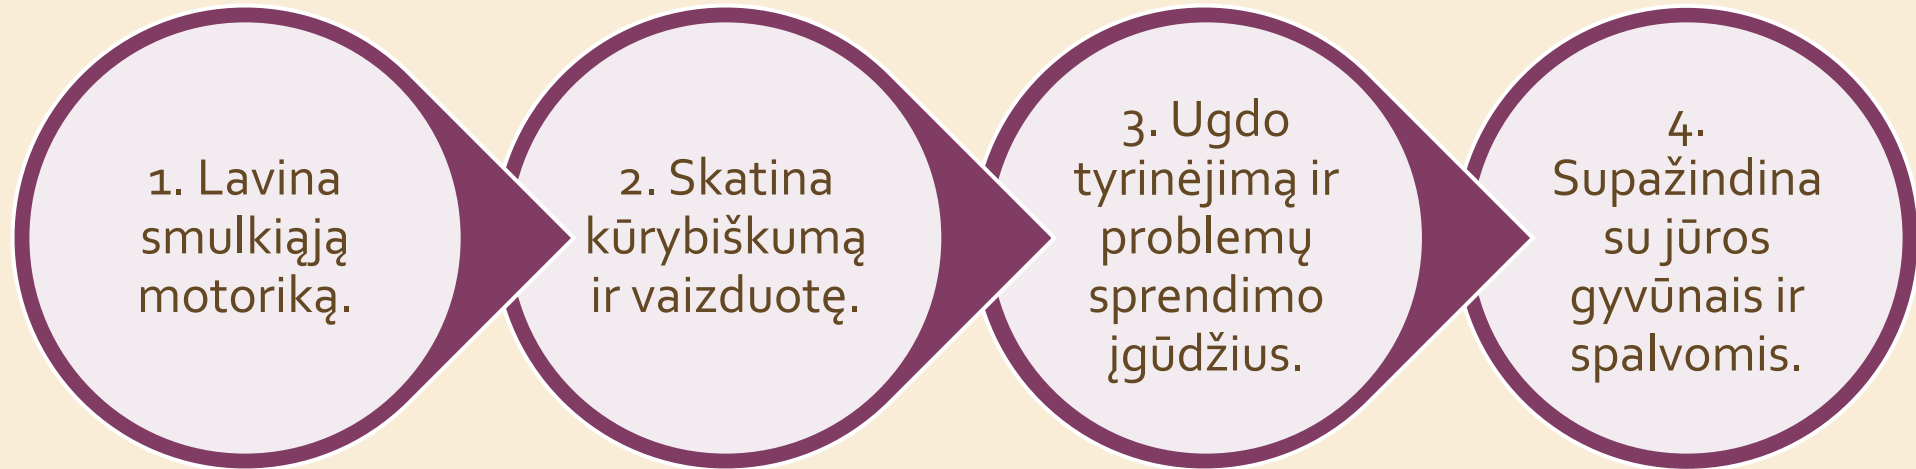 1. Lavina
smulkiąją
motoriką.
2. Skatina
kūrybiškumą
ir vaizduotę.
3. Ugdo
tyrinėjimą ir
problemų
sprendimo
įgūdžius.
4.
Supažindina
su jūros
gyvūnais ir
spalvomis.